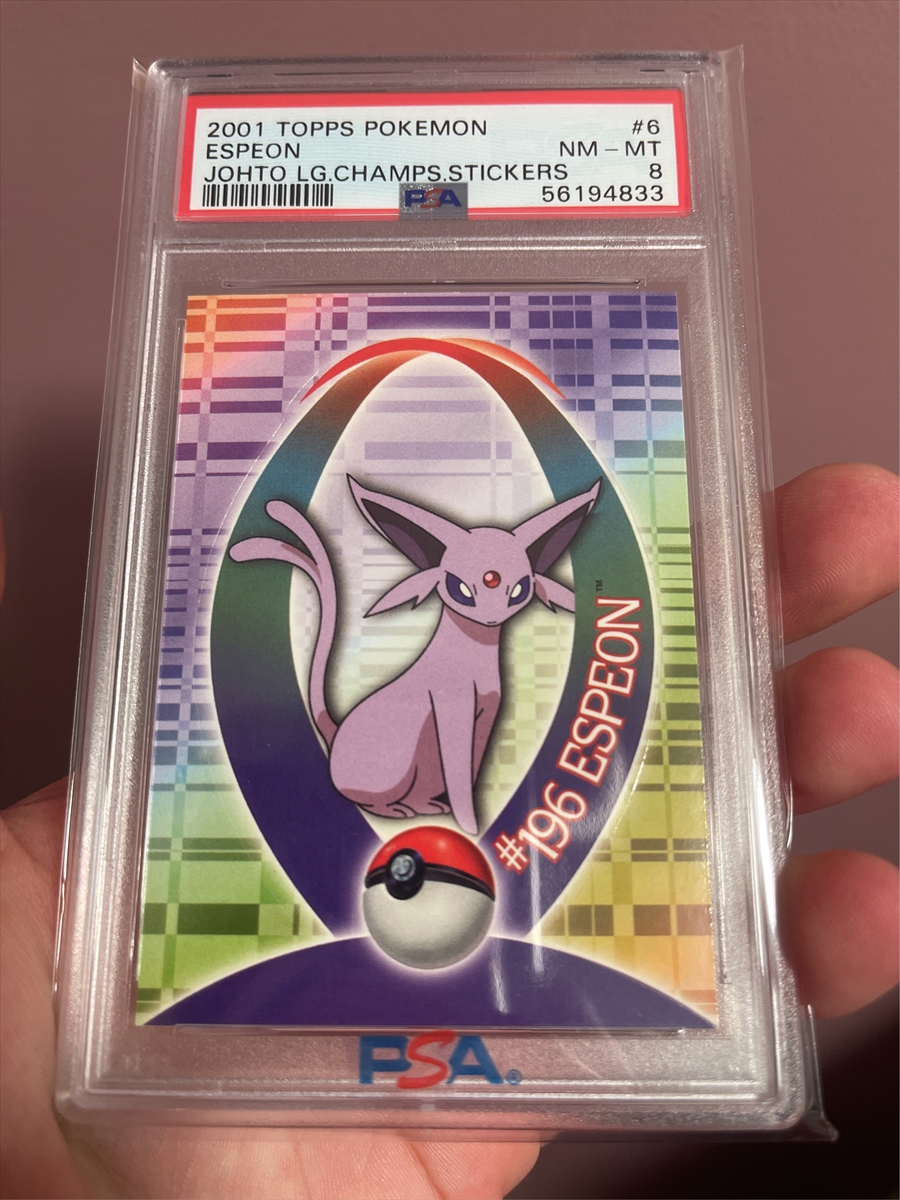 2001 TOPPS POKEMON #6
ESPEON NM - MT
JOHTO LG.CHAMPS.STICKERS 8
PSA 56194833
#196 ESPEON™
PSA®